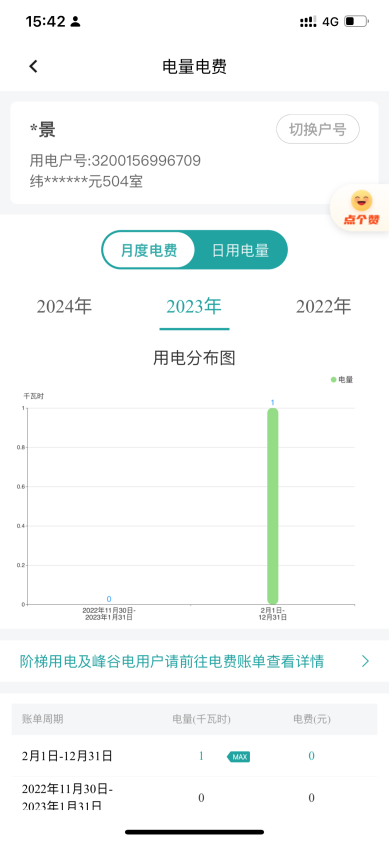 15:42
4G
电量电费
*景
切换户号
用电户号:3200156996709
纬******元504室
点个赞
月度电费
日用电量
2024年
2023年
2022年
用电分布图
电量
千瓦时
1
1
0.8
0.6
0.4
0.2
0
0
2022年11月30日-
2023年1月31日
2月1日-
12月31日
阶梯用电及峰谷电用户请前往电费账单查看详情
账单周期 电量(千瓦时) 电费(元)
2月1日-12月31日 1 MAX 0
2022年11月30日-
2023年1月31日 0 0